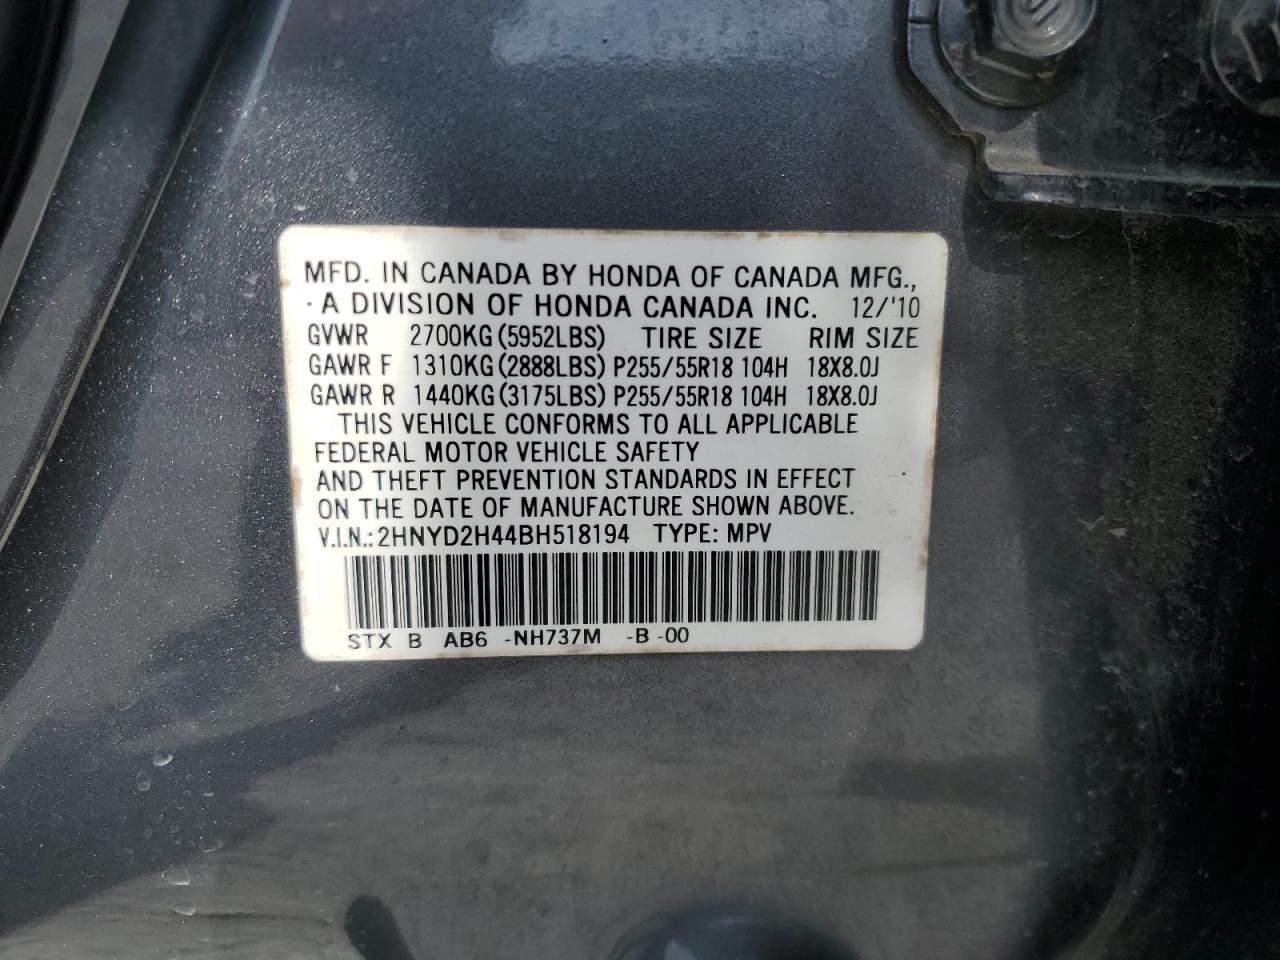 MFD. IN CANADA BY HONDA OF CANADA MFG.,
A DIVISION OF HONDA CANADA INC. 12/'10
GVWR 2700KG(5952LBS) TIRE SIZE RIM SIZE
GAWR F 1310KG(2888LBS) P255/55R18 104H 18X8.0J
GAWR R 1440KG(3175LBS) P255/55R18 104H 18X8.0J
THIS VEHICLE CONFORMS TO ALL APPLICABLE
FEDERAL MOTOR VEHICLE SAFETY
AND THEFT PREVENTION STANDARDS IN EFFECT
ON THE DATE OF MANUFACTURE SHOWN ABOVE.
V.I.N.:2HNYD2H44BH518194 TYPE: MPV
STX B AB6 -NH737M -B-00